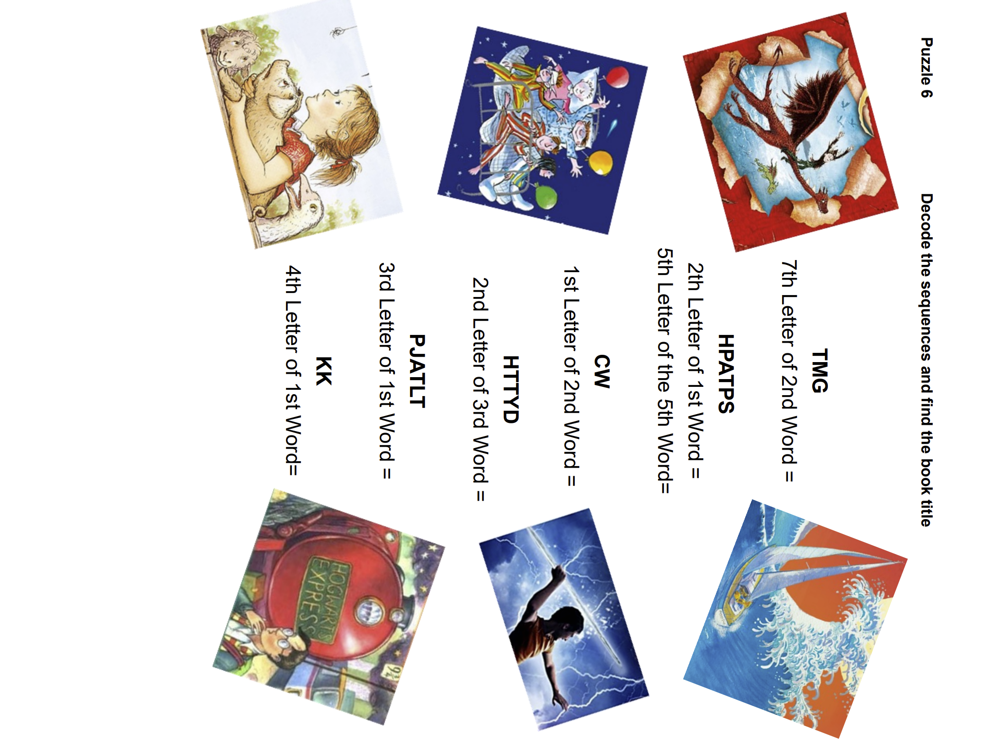 Puzzle 6 Decode the sequences and find the book title
TMG
7th Letter of 2nd Word =
HPATPS
2th Letter of 1st Word =
5th Letter of the 5th Word=
CW
1st Letter of 2nd Word =
HTTYD
2nd Letter of 3rd Word =
PJATLT
3rd Letter of 1st Word =
KK
4th Letter of 1st Word=
HOGWARTS
EXPRESS
9¾